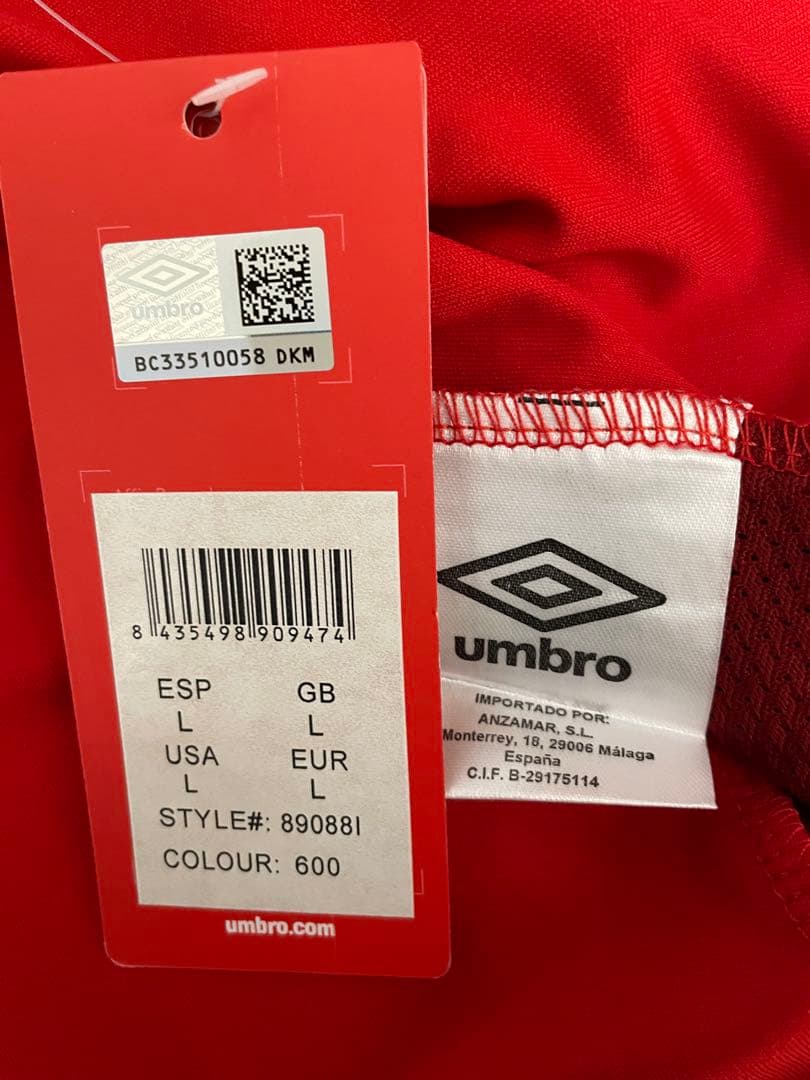 umbro
BC33510058 DKM
8 435498 909474
ESP GB
L L
USA EUR
L L
STYLE#: 89088I
COLOUR: 600
umbro.com
umbro
IMPORTADO POR:
ANZAMAR, S.L.
Monterrey, 18, 29006 Málaga
España
C.I.F. B-29175114